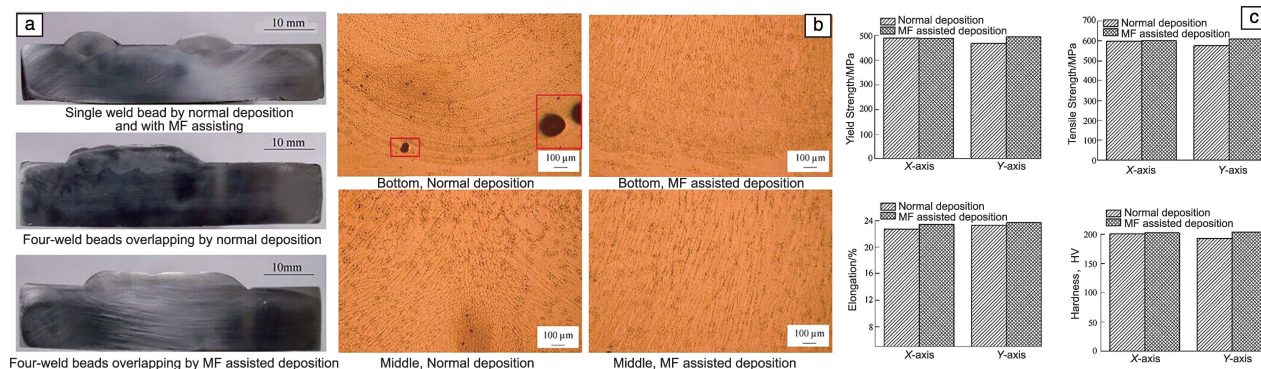 a
10 mm
Single weld bead by normal deposition
and with MF assisting
10 mm
Four-weld beads overlapping by normal deposition
10mm
Four-weld beads overlapping by MF assisted deposition
b
100 µm
Bottom, Normal deposition
100 µm
Bottom, MF assisted deposition
100 µm
Middle, Normal deposition
100 µm
Middle, MF assisted deposition
c
Normal deposition
MF assisted deposition
Yield Strength/MPa
500
400
300
200
100
0
X-axis
Y-axis
Normal deposition
MF assisted deposition
Tensile Strength/MPa
700
600
500
400
300
200
100
0
X-axis
Y-axis
Normal deposition
MF assisted deposition
Elongation/%
24
20
16
12
8
X-axis
Y-axis
Normal deposition
MF assisted deposition
Hardness, HV
200
150
100
50
0
X-axis
Y-axis